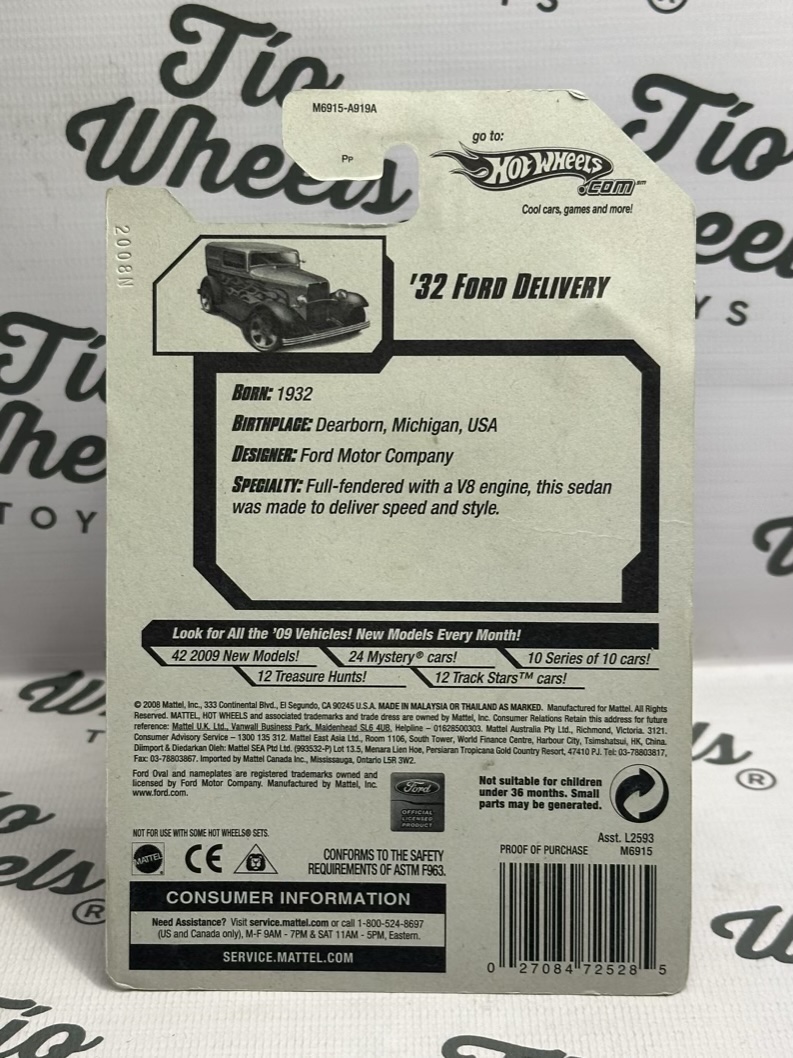 Tío
Wheels
Tío
eel
YS
M6915-A919A
PP
go to:
HOT WHEELS
.COM℠
Cool cars, games and more!
2008N
'32 FORD DELIVERY
BORN: 1932
BIRTHPLACE: Dearborn, Michigan, USA
DESIGNER: Ford Motor Company
SPECIALTY: Full-fendered with a V8 engine, this sedan
was made to deliver speed and style.
Look for All the '09 Vehicles! New Models Every Month!
42 2009 New Models! 24 Mystery® cars! 10 Series of 10 cars!
12 Treasure Hunts! 12 Track Stars™ cars!
© 2008 Mattel, Inc., 333 Continental Blvd., El Segundo, CA 90245 U.S.A. MADE IN MALAYSIA OR THAILAND AS MARKED. Manufactured for Mattel. All Rights
Reserved. MATTEL, HOT WHEELS and associated trademarks and trade dress are owned by Mattel, Inc. Consumer Relations Retain this address for future
reference: Mattel U.K. Ltd., Vanwall Business Park, Maidenhead SL6 4UB. Helpline – 01628500303. Mattel Australia Pty Ltd., Richmond, Victoria. 3121.
Consumer Advisory Service – 1300 135 312. Mattel East Asia Ltd., Room 1106, South Tower, World Finance Centre, Harbour City, Tsimshatsui, HK, China.
Diimport & Diedarkan Oleh: Mattel SEA Ptd Ltd. (993532-P) Lot 13.5, Menara Lien Hoe, Persiaran Tropicana Gold Country Resort, 47410 PJ. Tel: 03-78803817,
Fax: 03-78803867. Imported by Mattel Canada Inc., Mississauga, Ontario L5R 3W2.
Ford Oval and nameplates are registered trademarks owned and
licensed by Ford Motor Company. Manufactured by Mattel, Inc.
www.ford.com.
Ford
OFFICIAL
LICENSED
PRODUCT
Not suitable for children
under 36 months. Small
parts may be generated.
NOT FOR USE WITH SOME HOT WHEELS® SETS.
MATTEL
CE
CONFORMS TO THE SAFETY
REQUIREMENTS OF ASTM F963.
Asst. L2593
PROOF OF PURCHASE M6915
CONSUMER INFORMATION
Need Assistance? Visit service.mattel.com or call 1-800-524-8697
(US and Canada only), M-F 9AM - 7PM & SAT 11AM - 5PM, Eastern.
SERVICE.MATTEL.COM
0 27084 72528 5